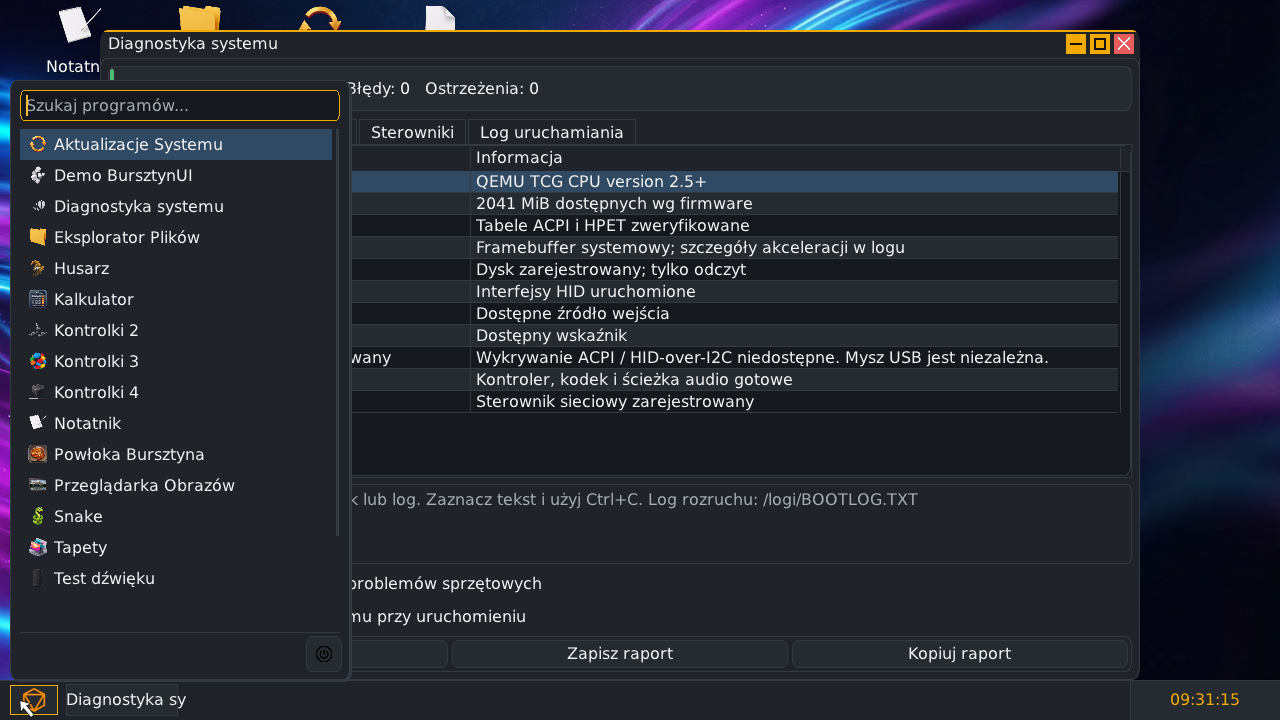 Notatn
Diagnostyka systemu
Błędy: 0 Ostrzeżenia: 0
Szukaj programów...
Sterowniki
Log uruchamiania
Informacja
Aktualizacje Systemu
Demo BursztynUI
Diagnostyka systemu
Eksplorator Plików
Husarz
Kalkulator
Kontrolki 2
Kontrolki 3
Kontrolki 4
Notatnik
Powłoka Bursztyna
Przeglądarka Obrazów
Snake
Tapety
Test dźwięku
QEMU TCG CPU version 2.5+
2041 MiB dostępnych wg firmware
Tabele ACPI i HPET zweryfikowane
Framebuffer systemowy; szczegóły akceleracji w logu
Dysk zarejestrowany; tylko odczyt
Interfejsy HID uruchomione
Dostępne źródło wejścia
Dostępny wskaźnik
wany
Wykrywanie ACPI / HID-over-I2C niedostępne. Mysz USB jest niezależna.
Kontroler, kodek i ścieżka audio gotowe
Sterownik sieciowy zarejestrowany
k lub log. Zaznacz tekst i użyj Ctrl+C. Log rozruchu: /logi/BOOTLOG.TXT
problemów sprzętowych
mu przy uruchomieniu
Zapisz raport
Kopiuj raport
Diagnostyka sy
09:31:15